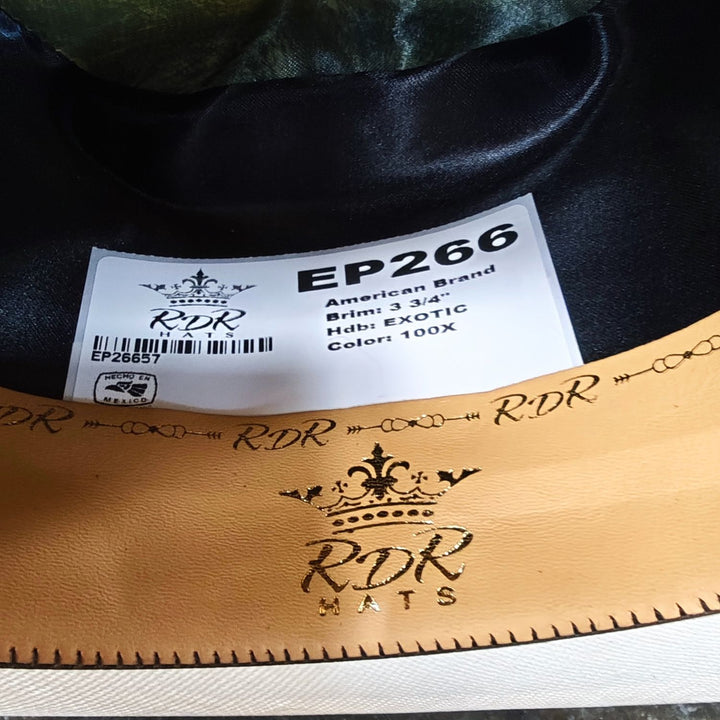 EP266
American Brand
Brim: 3 3/4"
Hdb: EXOTIC
Color: 100X
RDR
HATS
EP26657
HECHO EN
MEXICO
RDR RDR RDR
RDR
HATS